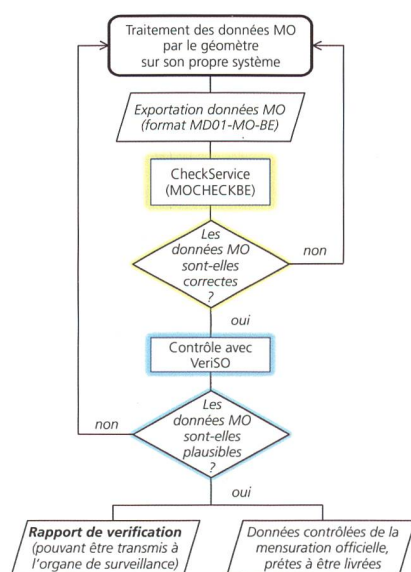 Traitement des données MO
par le géomètre
sur son propre système
Exportation données MO
(format MD01-MO-BE)
CheckService
(MOCHECKBE)
Les
données MO
sont-elles
correctes
?
non
oui
Contrôle avec
VeriSO
Les
données MO
sont-elles
plausibles
?
non
oui
Rapport de verification
(pouvant être transmis à
l'organe de surveillance)
Données contrôlées de la
mensuration officielle,
prêtes à être livrées